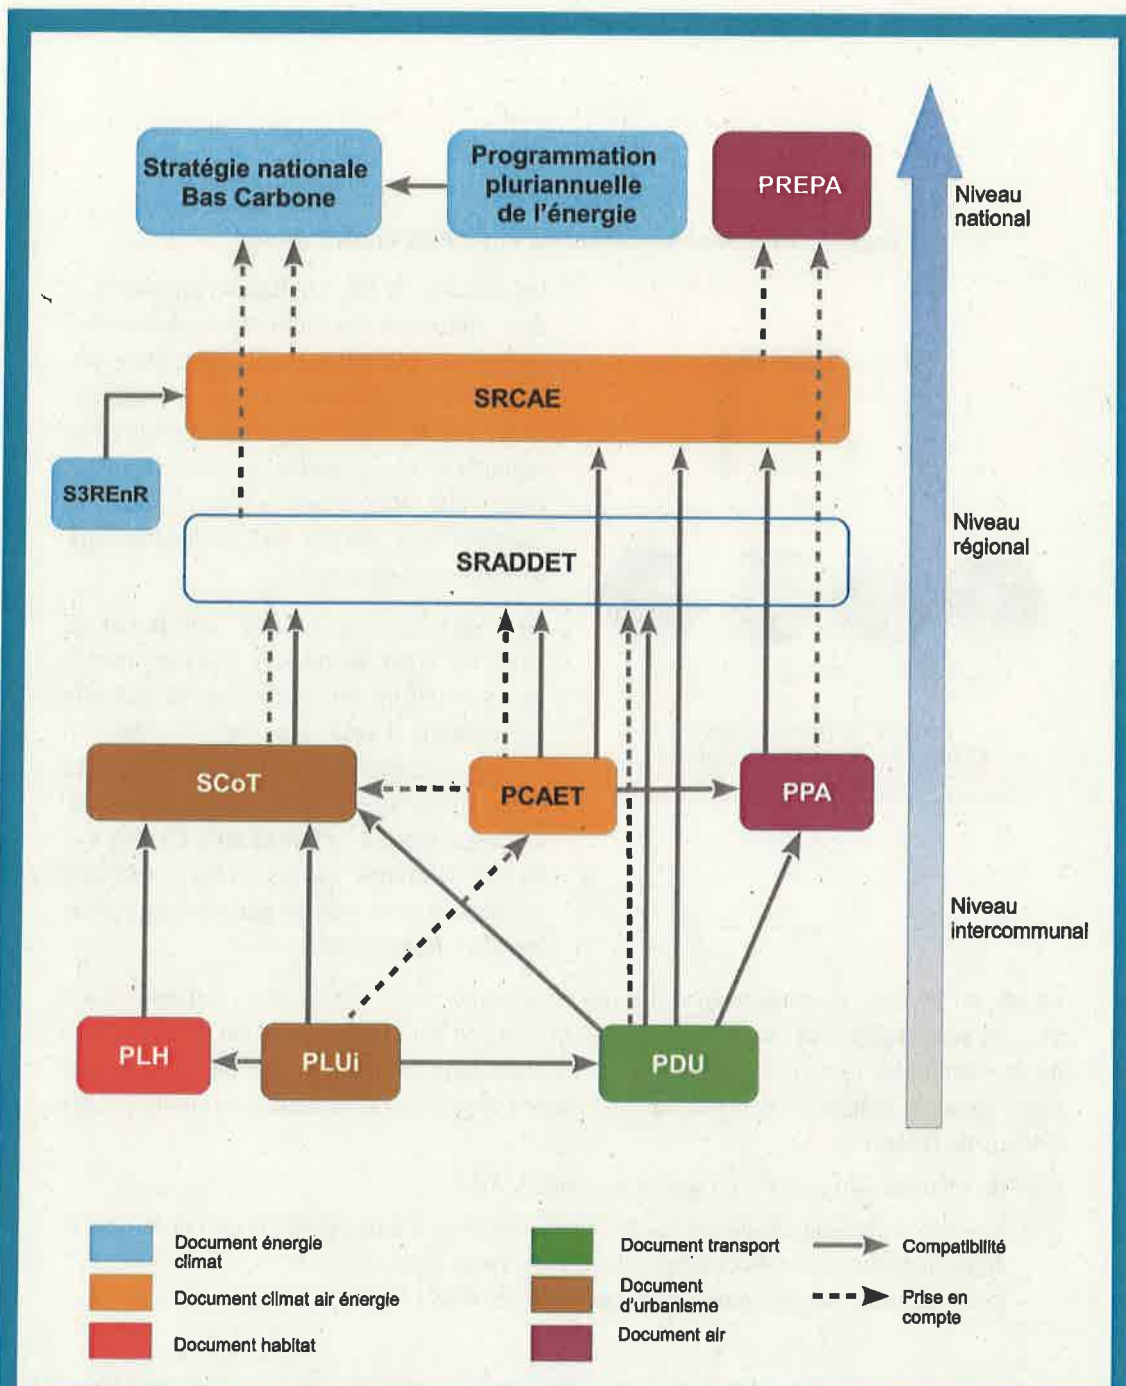 Stratégie nationale
Bas Carbone
Programmation
pluriannuelle
de l'énergie
PREPA
Niveau
national
SRCAE
S3REnR
Niveau
régional
SRADDET
SCoT
PCAET
PPA
Niveau
intercommunal
PLH
PLUi
PDU
Document énergie
climat
Document climat air énergie
Document habitat
Document transport
Document
d'urbanisme
Document air
Compatibilité
Prise en
compte